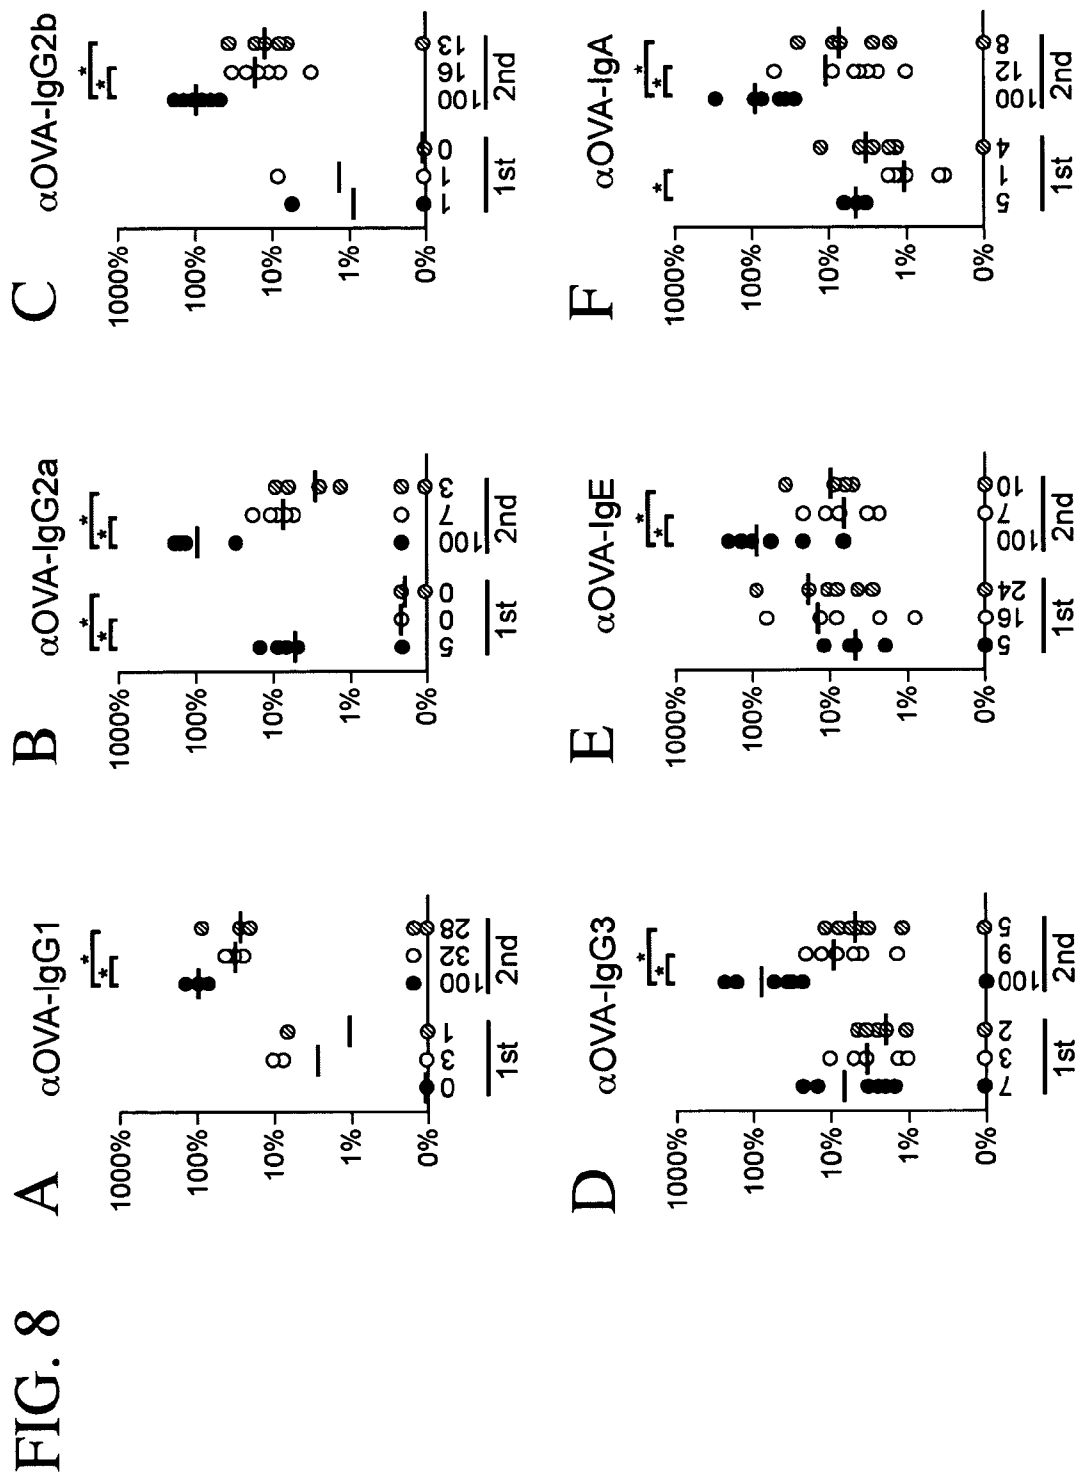 FIG. 8
A
αOVA-IgG1
1000%
100%
10%
1%
0%
* *
0 3 1 100 32 28
1st 2nd
B
αOVA-IgG2a
1000%
100%
10%
1%
0%
* * * *
5 0 0 100 7 3
1st 2nd
C
αOVA-IgG2b
1000%
100%
10%
1%
0%
* *
1 1 0 100 16 13
1st 2nd
D
αOVA-IgG3
1000%
100%
10%
1%
0%
* *
7 3 2 100 9 5
1st 2nd
E
αOVA-IgE
1000%
100%
10%
1%
0%
* *
5 16 24 100 7 10
1st 2nd
F
αOVA-IgA
1000%
100%
10%
1%
0%
* * *
5 1 4 100 12 8
1st 2nd